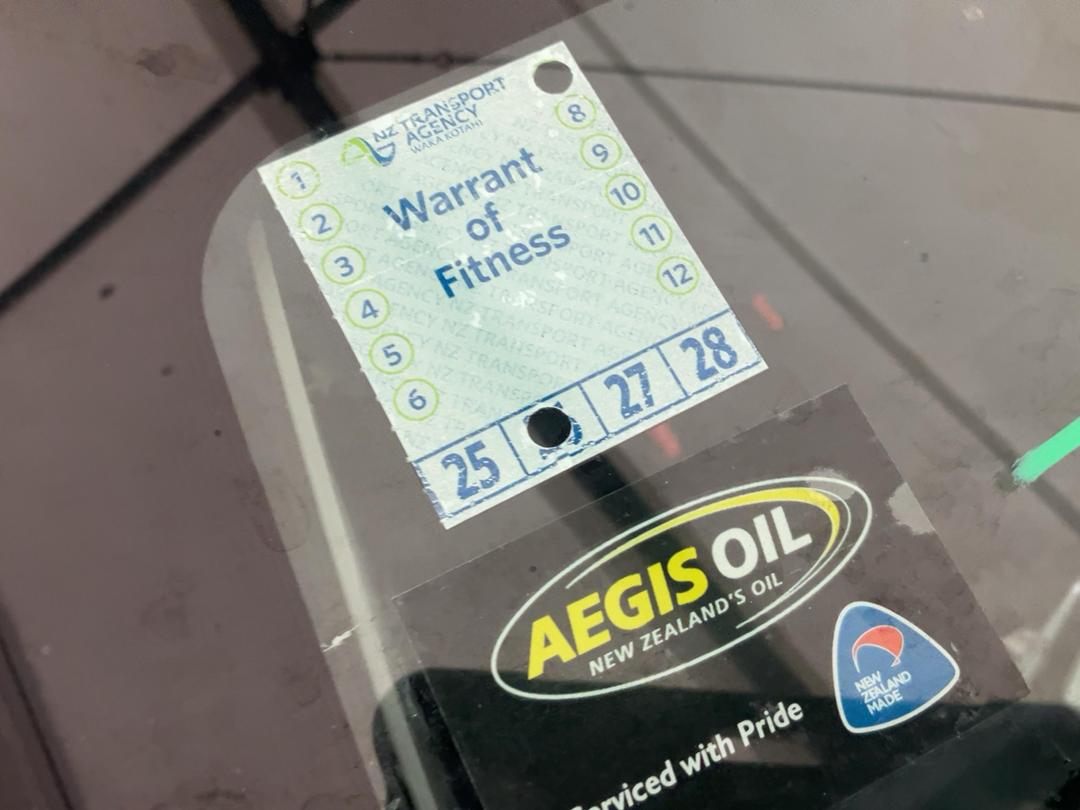 NZ TRANSPORT
AGENCY
WAKA KOTAHI
Warrant
of
Fitness
1
2
3
4
5
6
8
9
10
11
12
25
27
28
AEGIS OIL
NEW ZEALAND'S OIL
NEW
ZEALAND
MADE
Serviced with Pride